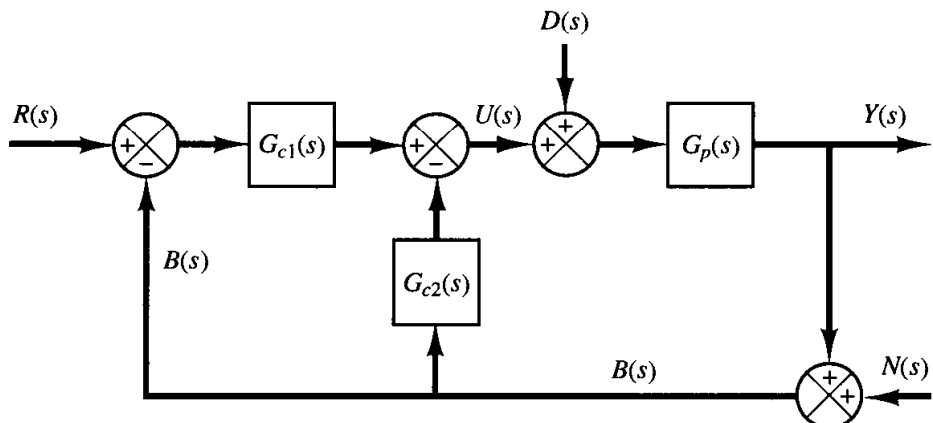 D(s)
R(s)
+
−
G_{c1}(s)
+
−
U(s)
+
+
G_p(s)
Y(s)
B(s)
G_{c2}(s)
B(s)
+
+
N(s)